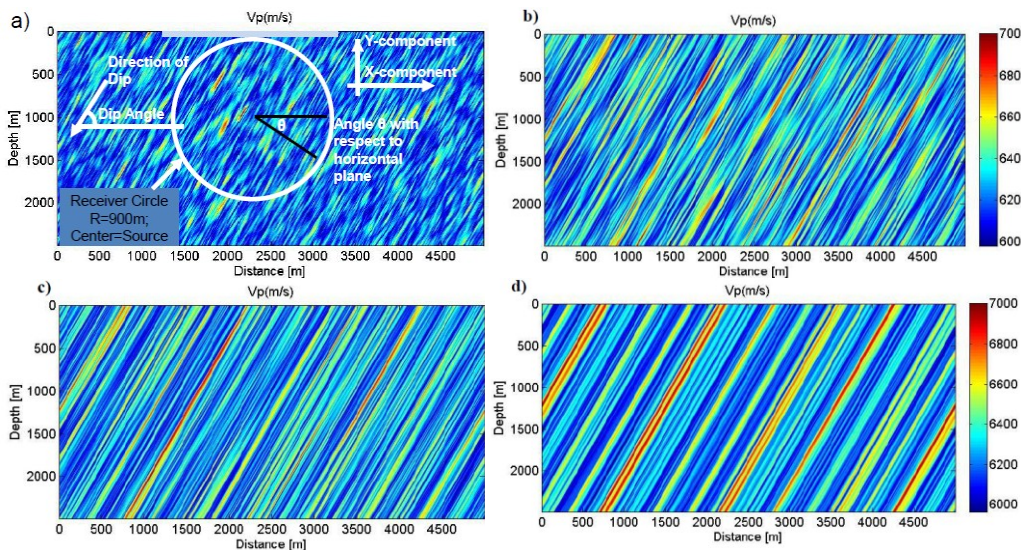 a)
Vp(m/s)
0
500
1000
1500
2000
Depth [m]
Direction of
Dip
Dip Angle
Y-component
X-component
θ
Angle θ with
respect to
horizontal
plane
Receiver Circle
R=900m;
Center=Source
0 500 1000 1500 2000 2500 3000 3500 4000 4500
Distance [m]
b)
0
500
1000
1500
2000
Depth [m]
0 500 1000 1500 2000 2500 3000 3500 4000 4500
Distance [m]
700
680
660
640
620
600
c)
Vp(m/s)
0
500
1000
1500
2000
Depth [m]
0 500 1000 1500 2000 2500 3000 3500 4000 4500
Distance [m]
d)
Vp(m/s)
0
500
1000
1500
2000
Depth [m]
0 500 1000 1500 2000 2500 3000 3500 4000 4500
Distance [m]
7000
6800
6600
6400
6200
6000